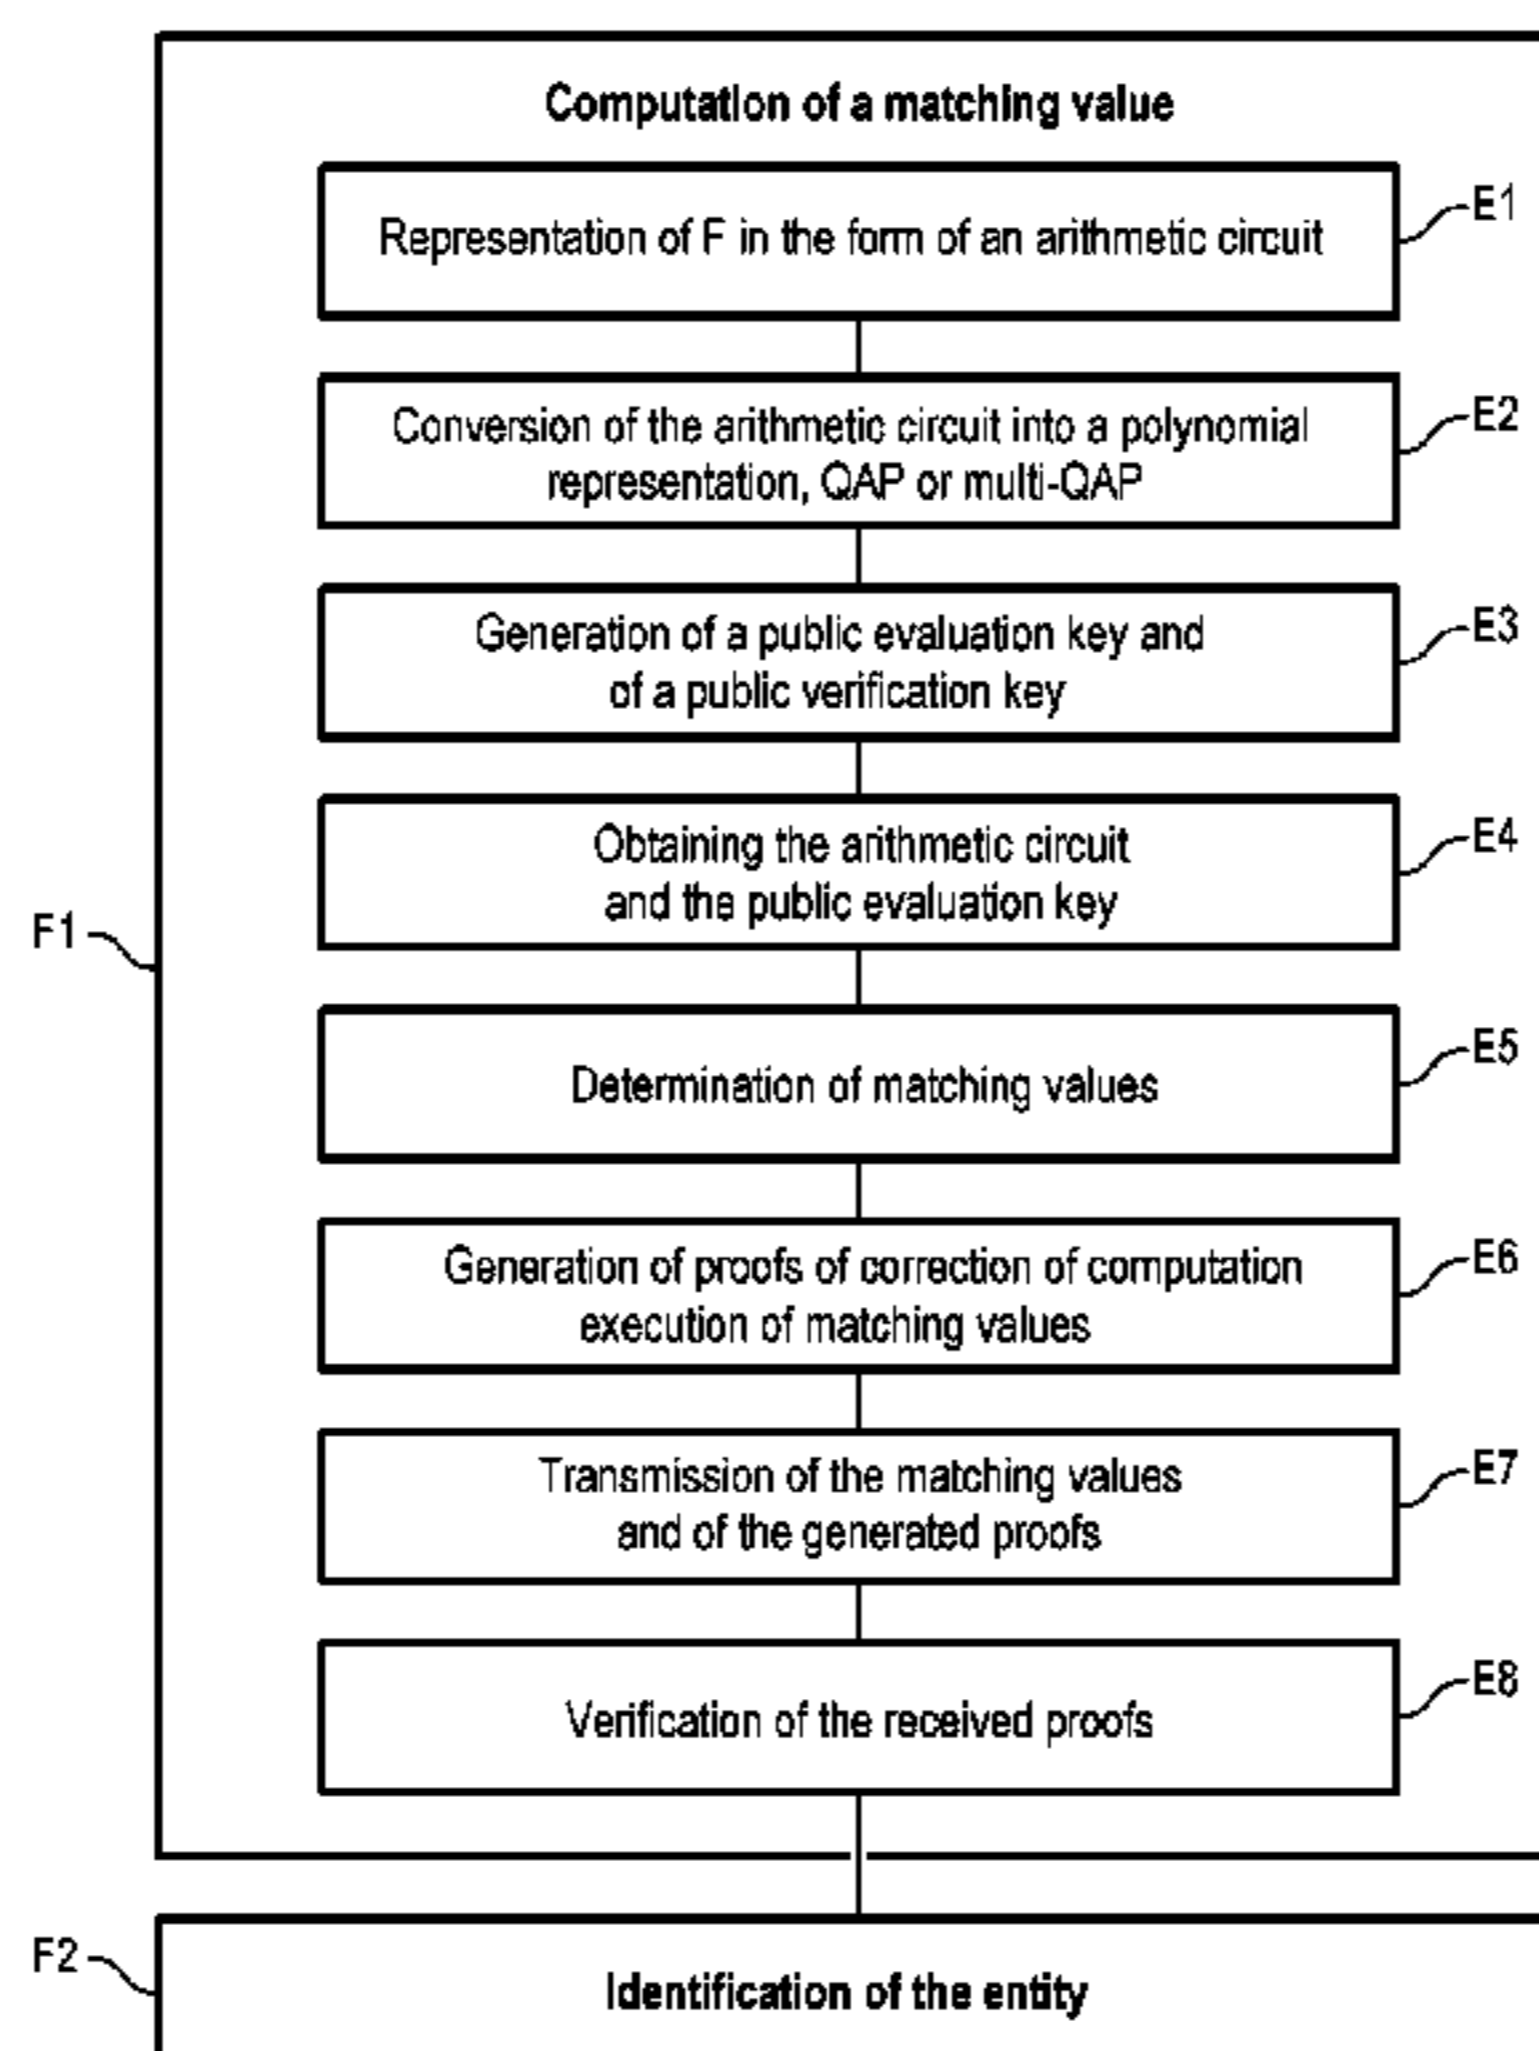 Computation of a matching value
Representation of F in the form of an arithmetic circuit
E1
Conversion of the arithmetic circuit into a polynomial
representation, QAP or multi-QAP
E2
Generation of a public evaluation key and
of a public verification key
E3
Obtaining the arithmetic circuit
and the public evaluation key
E4
F1
Determination of matching values
E5
Generation of proofs of correction of computation
execution of matching values
E6
Transmission of the matching values
and of the generated proofs
E7
Verification of the received proofs
E8
F2
Identification of the entity